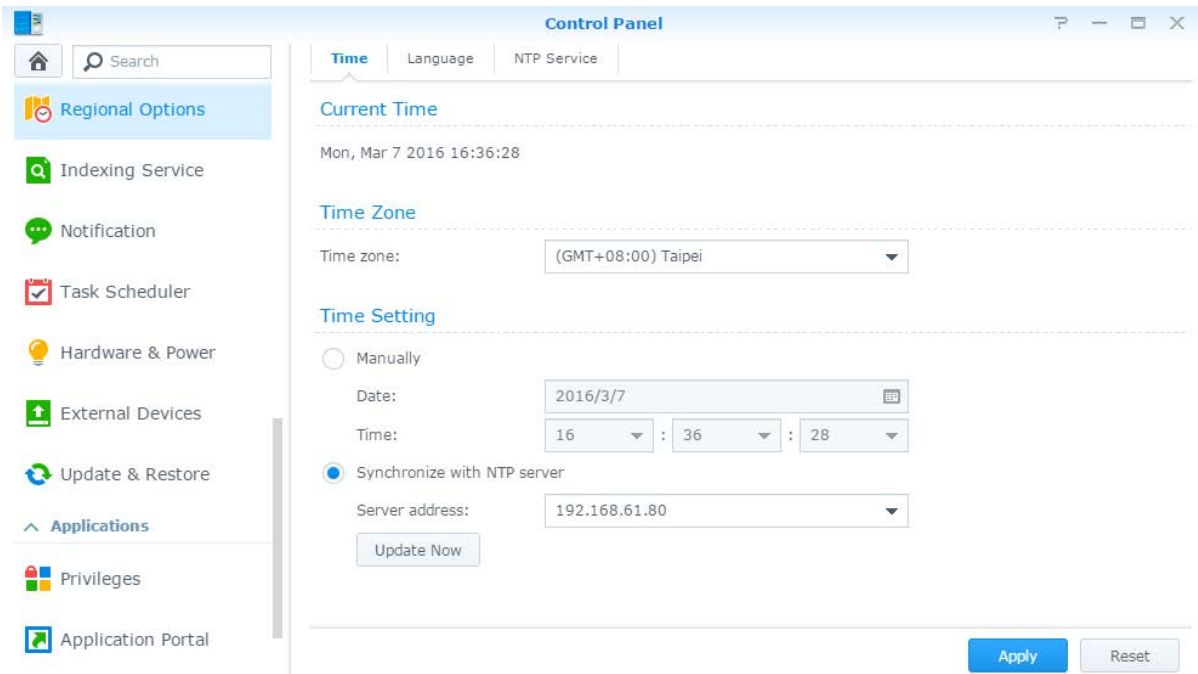 Control Panel
Search
Regional Options
Indexing Service
Notification
Task Scheduler
Hardware & Power
External Devices
Update & Restore
Applications
Privileges
Application Portal
Time Language NTP Service
Current Time
Mon, Mar 7 2016 16:36:28
Time Zone
Time zone: (GMT+08:00) Taipei
Time Setting
Manually
Date: 2016/3/7
Time: 16 : 36 : 28
Synchronize with NTP server
Server address: 192.168.61.80
Update Now
Apply Reset